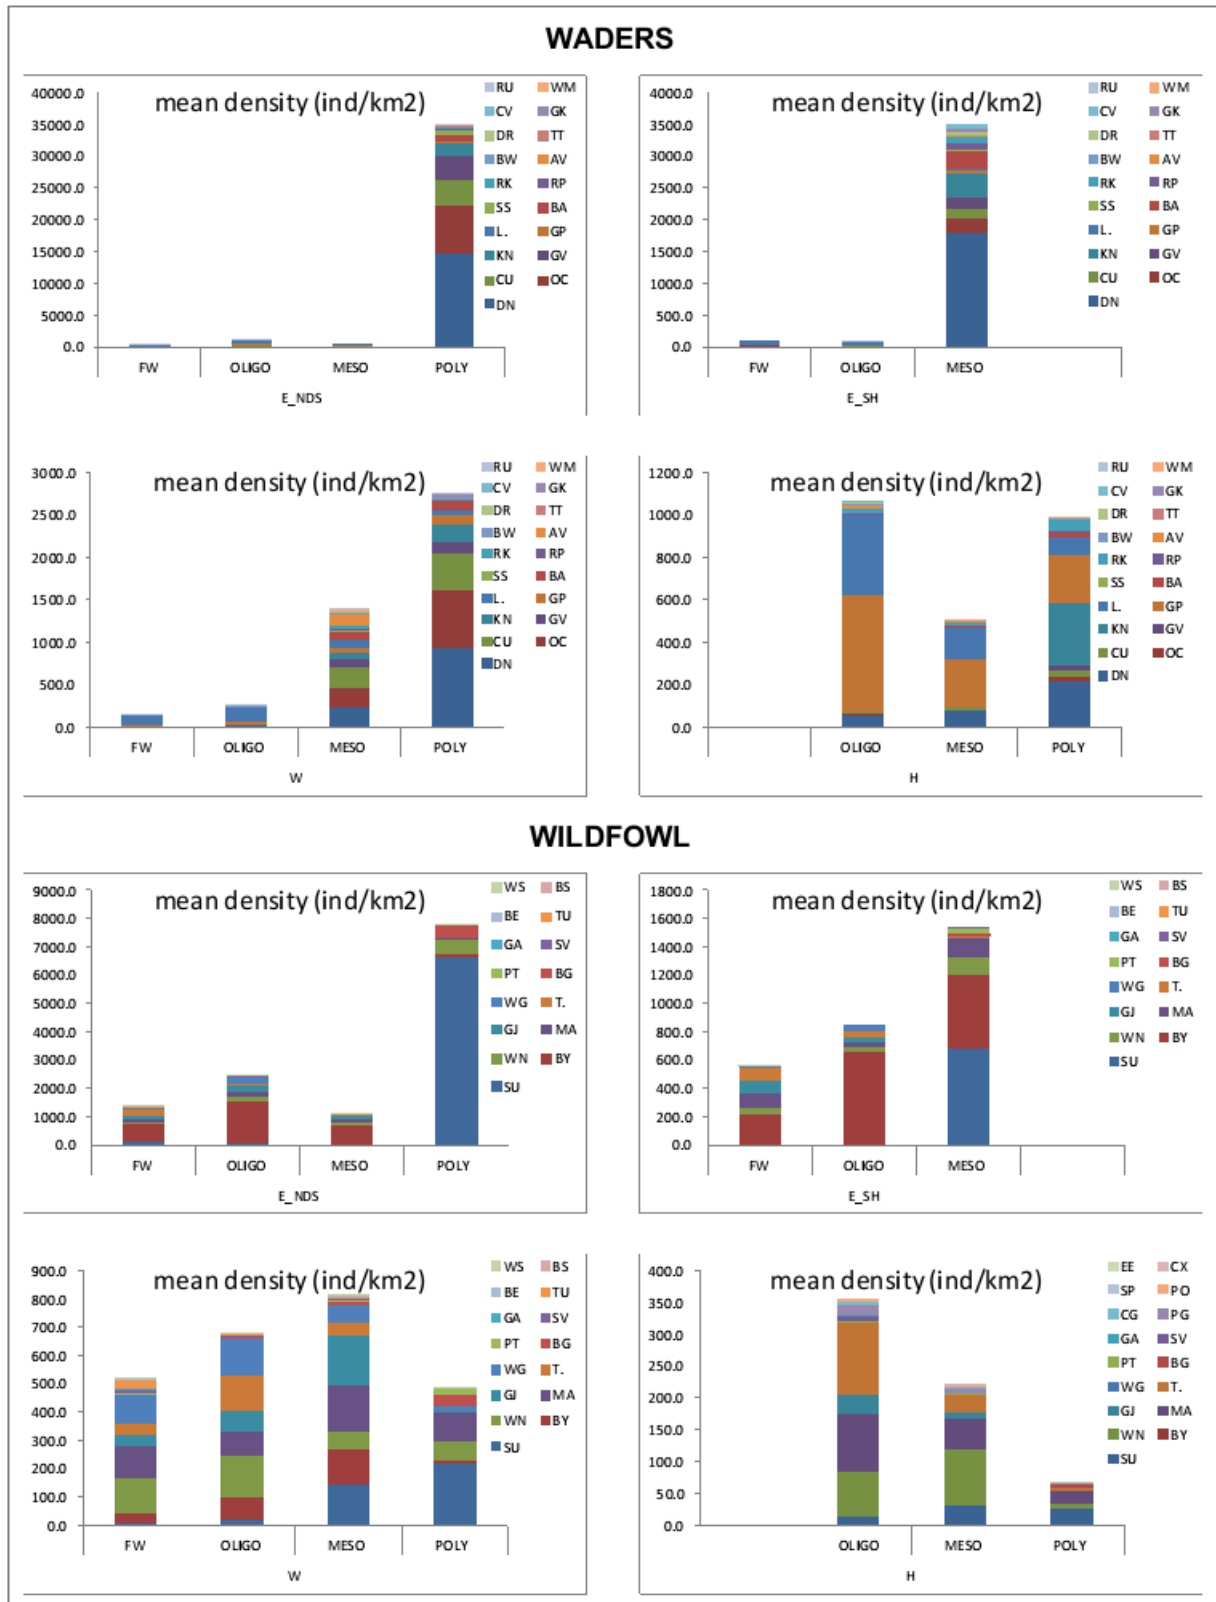 WADERS
mean density (ind/km2)
40000.0
35000.0
30000.0
25000.0
20000.0
15000.0
10000.0
5000.0
0.0
FW OLIGO MESO POLY
E_NDS
RU WM
CV GK
DR TT
BW AV
RK RP
SS BA
L. GP
KN GV
CU OC
DN
mean density (ind/km2)
4000.0
3500.0
3000.0
2500.0
2000.0
1500.0
1000.0
500.0
0.0
FW OLIGO MESO
E_SH
RU WM
CV GK
DR TT
BW AV
RK RP
SS BA
L. GP
KN GV
CU OC
DN
mean density (ind/km2)
3000.0
2500.0
2000.0
1500.0
1000.0
500.0
0.0
FW OLIGO MESO POLY
W
RU WM
CV GK
DR TT
BW AV
RK RP
SS BA
L. GP
KN GV
CU OC
DN
mean density (ind/km2)
1200.0
1000.0
800.0
600.0
400.0
200.0
0.0
OLIGO MESO POLY
H
RU WM
CV GK
DR TT
BW AV
RK RP
SS BA
L. GP
KN GV
CU OC
DN
WILDFOWL
mean density (ind/km2)
9000.0
8000.0
7000.0
6000.0
5000.0
4000.0
3000.0
2000.0
1000.0
0.0
FW OLIGO MESO POLY
E_NDS
WS BS
BE TU
GA SV
PT BG
WG T.
GJ MA
WN BY
SU
mean density (ind/km2)
1800.0
1600.0
1400.0
1200.0
1000.0
800.0
600.0
400.0
200.0
0.0
FW OLIGO MESO
E_SH
WS BS
BE TU
GA SV
PT BG
WG T.
GJ MA
WN BY
SU
mean density (ind/km2)
900.0
800.0
700.0
600.0
500.0
400.0
300.0
200.0
100.0
0.0
FW OLIGO MESO POLY
W
WS BS
BE TU
GA SV
PT BG
WG T.
GJ MA
WN BY
SU
mean density (ind/km2)
400.0
350.0
300.0
250.0
200.0
150.0
100.0
50.0
0.0
OLIGO MESO POLY
H
EE CX
SP PO
CG PG
GA SV
PT BG
WG T.
GJ MA
WN BY
SU